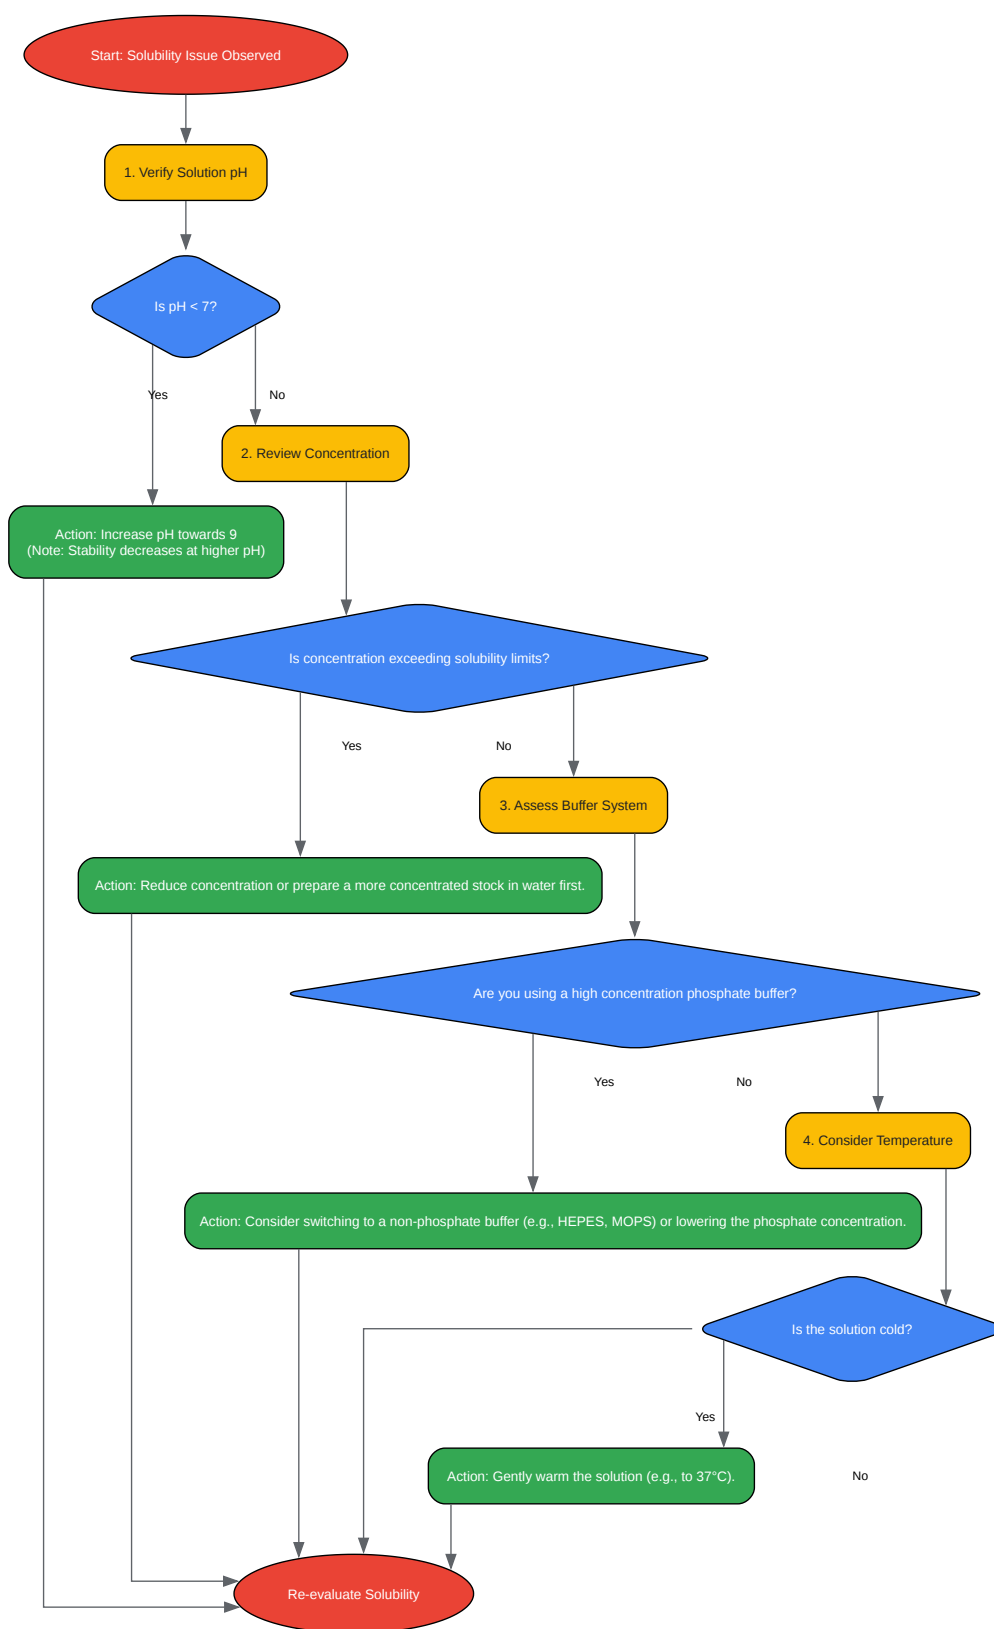 Start: Solubility Issue Observed
1. Verify Solution pH
Is pH < 7?
Yes
No
2. Review Concentration
Action: Increase pH towards 9
(Note: Stability decreases at higher pH)
Is concentration exceeding solubility limits?
Yes
No
3. Assess Buffer System
Action: Reduce concentration or prepare a more concentrated stock in water first.
Are you using a high concentration phosphate buffer?
Yes
No
4. Consider Temperature
Action: Consider switching to a non-phosphate buffer (e.g., HEPES, MOPS) or lowering the phosphate concentration.
Is the solution cold?
Yes
Action: Gently warm the solution (e.g., to 37°C).
No
Re-evaluate Solubility